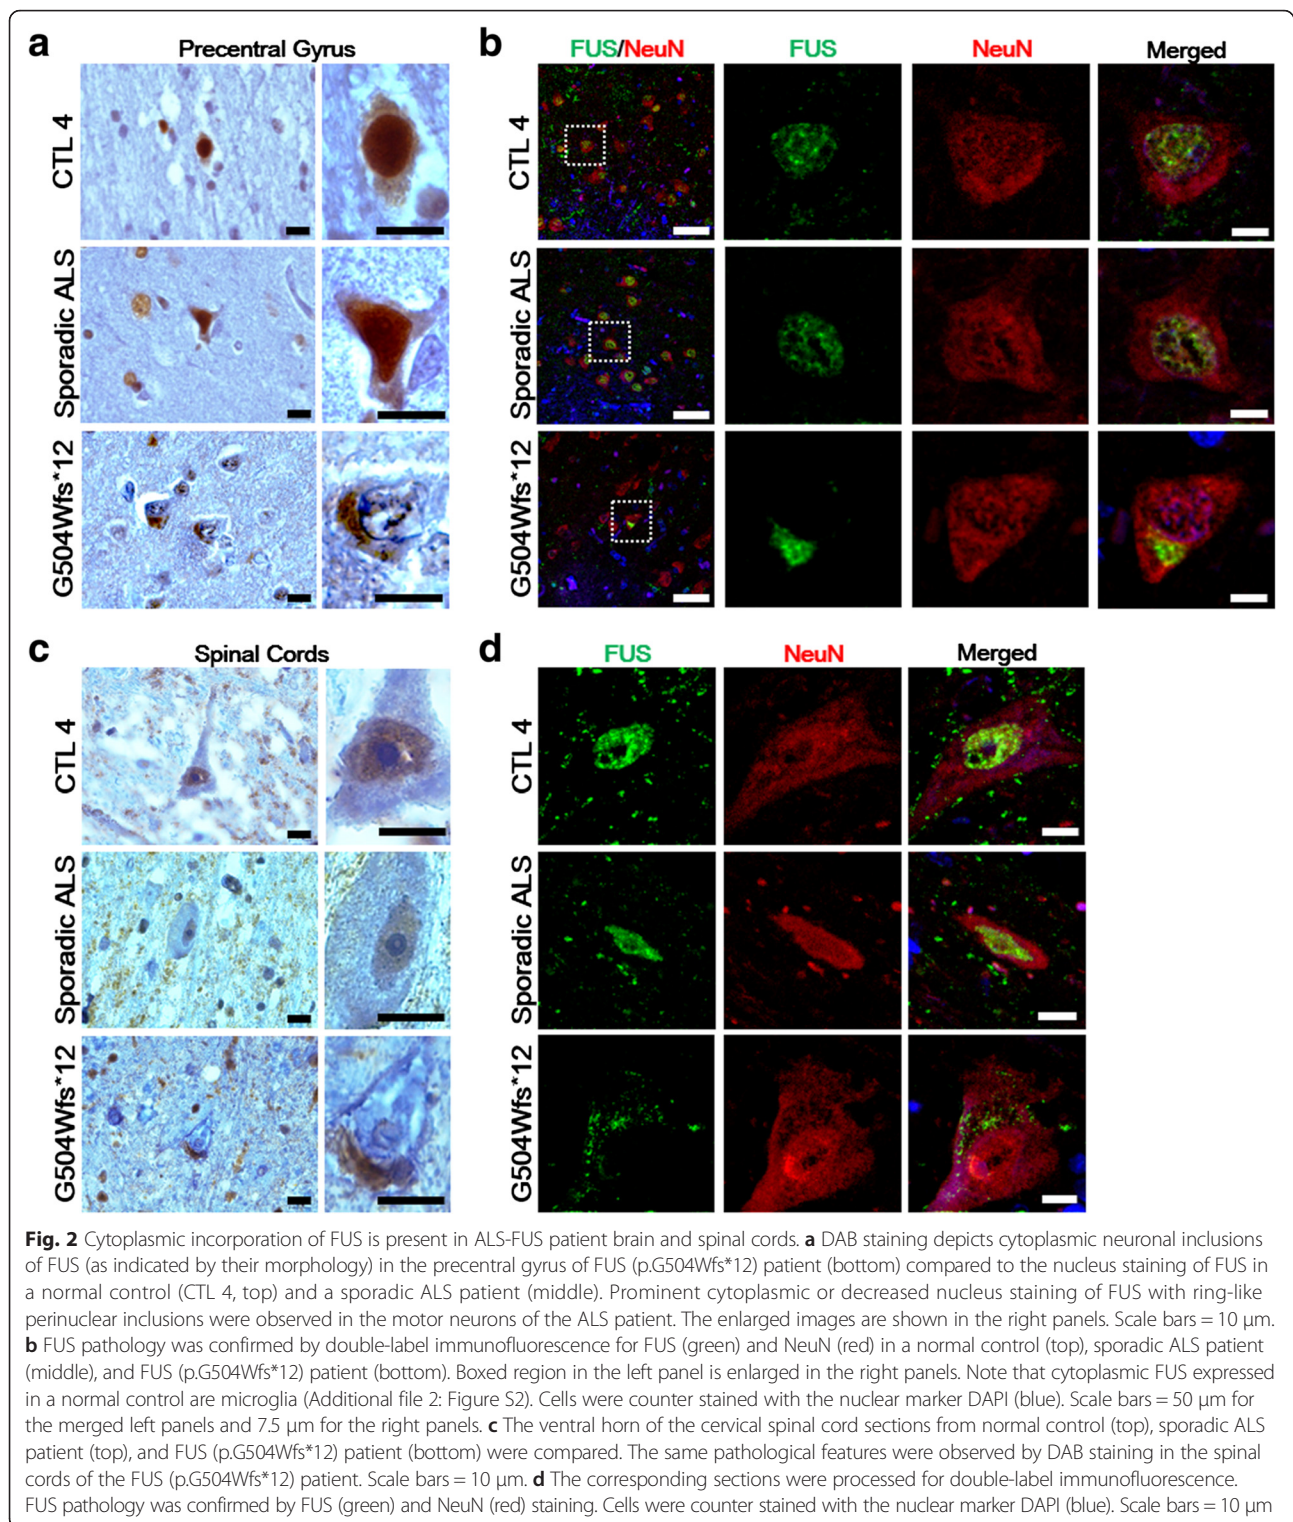 a
Precentral Gyrus
CTL 4
Sporadic ALS
G504Wfs*12
b
FUS/NeuN
FUS
NeuN
Merged
CTL 4
Sporadic ALS
G504Wfs*12
c
Spinal Cords
CTL 4
Sporadic ALS
G504Wfs*12
d
FUS
NeuN
Merged
CTL 4
Sporadic ALS
G504Wfs*12
Fig. 2 Cytoplasmic incorporation of FUS is present in ALS-FUS patient brain and spinal cords. a DAB staining depicts cytoplasmic neuronal inclusions
of FUS (as indicated by their morphology) in the precentral gyrus of FUS (p.G504Wfs*12) patient (bottom) compared to the nucleus staining of FUS in
a normal control (CTL 4, top) and a sporadic ALS patient (middle). Prominent cytoplasmic or decreased nucleus staining of FUS with ring-like
perinuclear inclusions were observed in the motor neurons of the ALS patient. The enlarged images are shown in the right panels. Scale bars = 10 μm.
b FUS pathology was confirmed by double-label immunofluorescence for FUS (green) and NeuN (red) in a normal control (top), sporadic ALS patient
(middle), and FUS (p.G504Wfs*12) patient (bottom). Boxed region in the left panel is enlarged in the right panels. Note that cytoplasmic FUS expressed
in a normal control are microglia (Additional file 2: Figure S2). Cells were counter stained with the nuclear marker DAPI (blue). Scale bars = 50 μm for
the merged left panels and 7.5 μm for the right panels. c The ventral horn of the cervical spinal cord sections from normal control (top), sporadic ALS
patient (top), and FUS (p.G504Wfs*12) patient (bottom) were compared. The same pathological features were observed by DAB staining in the spinal
cords of the FUS (p.G504Wfs*12) patient. Scale bars = 10 μm. d The corresponding sections were processed for double-label immunofluorescence.
FUS pathology was confirmed by FUS (green) and NeuN (red) staining. Cells were counter stained with the nuclear marker DAPI (blue). Scale bars = 10 μm